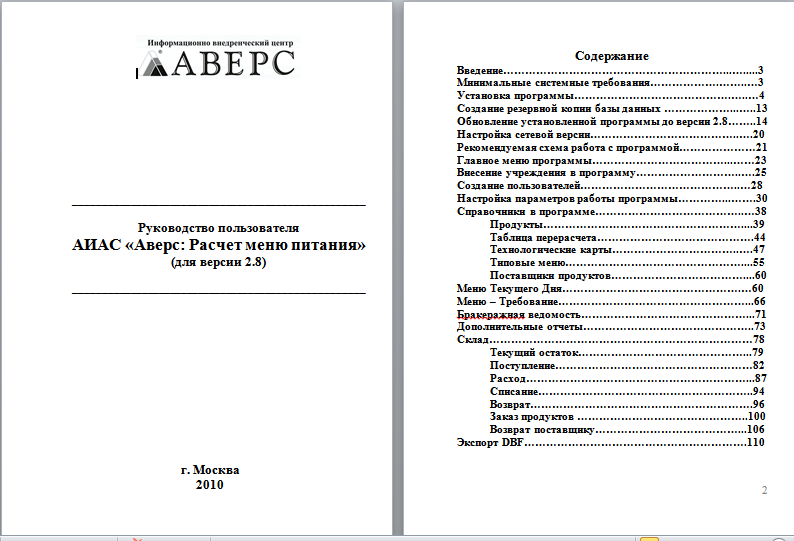 Информационно внедренческий центр
АВЕРС
Руководство пользователя
АИАС «Аверс: Расчет меню питания»
(для версии 2.8)
г. Москва
2010
Содержание
Введение…………………………………………………………3
Минимальные системные требования……………………3
Установка программы…………………………………………4
Создание резервной копии базы данных …………………13
Обновление установленной программы до версии 2.8……..14
Настройка сетевой версии……………………………………20
Рекомендуемая схема работа с программой…………………21
Главное меню программы……………………………………23
Внесение учреждения в программу…………………………25
Создание пользователей………………………………………28
Настройка параметров работы программы…………………30
Справочники в программе……………………………………38
Продукты………………………………………………39
Таблица перерасчета…………………………………44
Технологические карты………………………………47
Типовые меню…………………………………………55
Поставщики продуктов………………………………60
Меню Текущего Дня……………………………………………60
Меню – Требование……………………………………………66
Бракеражная ведомость………………………………………71
Дополнительные отчеты………………………………………73
Склад……………………………………………………………78
Текущий остаток………………………………………79
Поступление……………………………………………82
Расход……………………………………………………87
Списание…………………………………………………94
Возврат…………………………………………………96
Заказ продуктов ………………………………………100
Возврат поставщику……………………………………106
Экспорт DBF……………………………………………………110
2